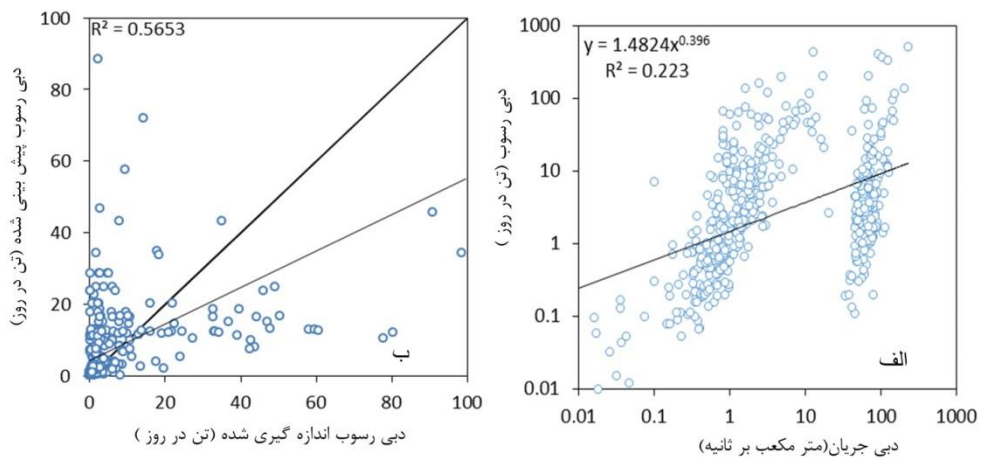 100
80
60
40
20
0
R² = 0.5653
دبی رسوب پیش بینی شده (تن در روز)
ب
0 20 40 60 80 100
دبی رسوب اندازه گیری شده (تن در روز )
1000
100
10
1
0.1
0.01
y = 1.4824x^0.396
R² = 0.223
دبی رسوب (تن در روز )
الف
0.01 0.1 1 10 100 1000
دبی جریان(متر مکعب بر ثانیه)